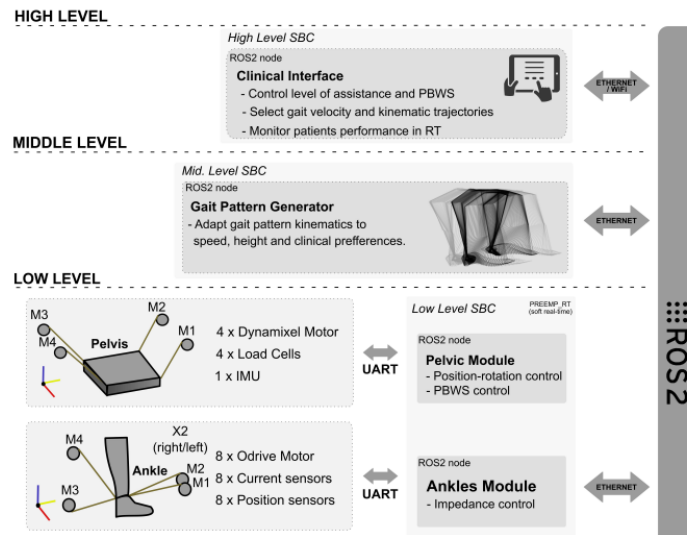 HIGH LEVEL
High Level SBC
ROS2 node
Clinical Interface
- Control level of assistance and PBWS
- Select gait velocity and kinematic trajectories
- Monitor patients performance in RT
ETHERNET
/ WiFi
MIDDLE LEVEL
Mid. Level SBC
ROS2 node
Gait Pattern Generator
- Adapt gait pattern kinematics to
speed, height and clinical prefferences.
ETHERNET
LOW LEVEL
M3
M2
M4
M1
Pelvis
4 x Dynamixel Motor
4 x Load Cells
1 x IMU
UART
Low Level SBC
PREEMP_RT
(soft real-time)
ROS2 node
Pelvic Module
- Position-rotation control
- PBWS control
M4
X2
(right/left)
Ankle
M2
M1
M3
8 x Odrive Motor
8 x Current sensors
8 x Position sensors
UART
ROS2 node
Ankles Module
- Impedance control
ETHERNET
ROS 2